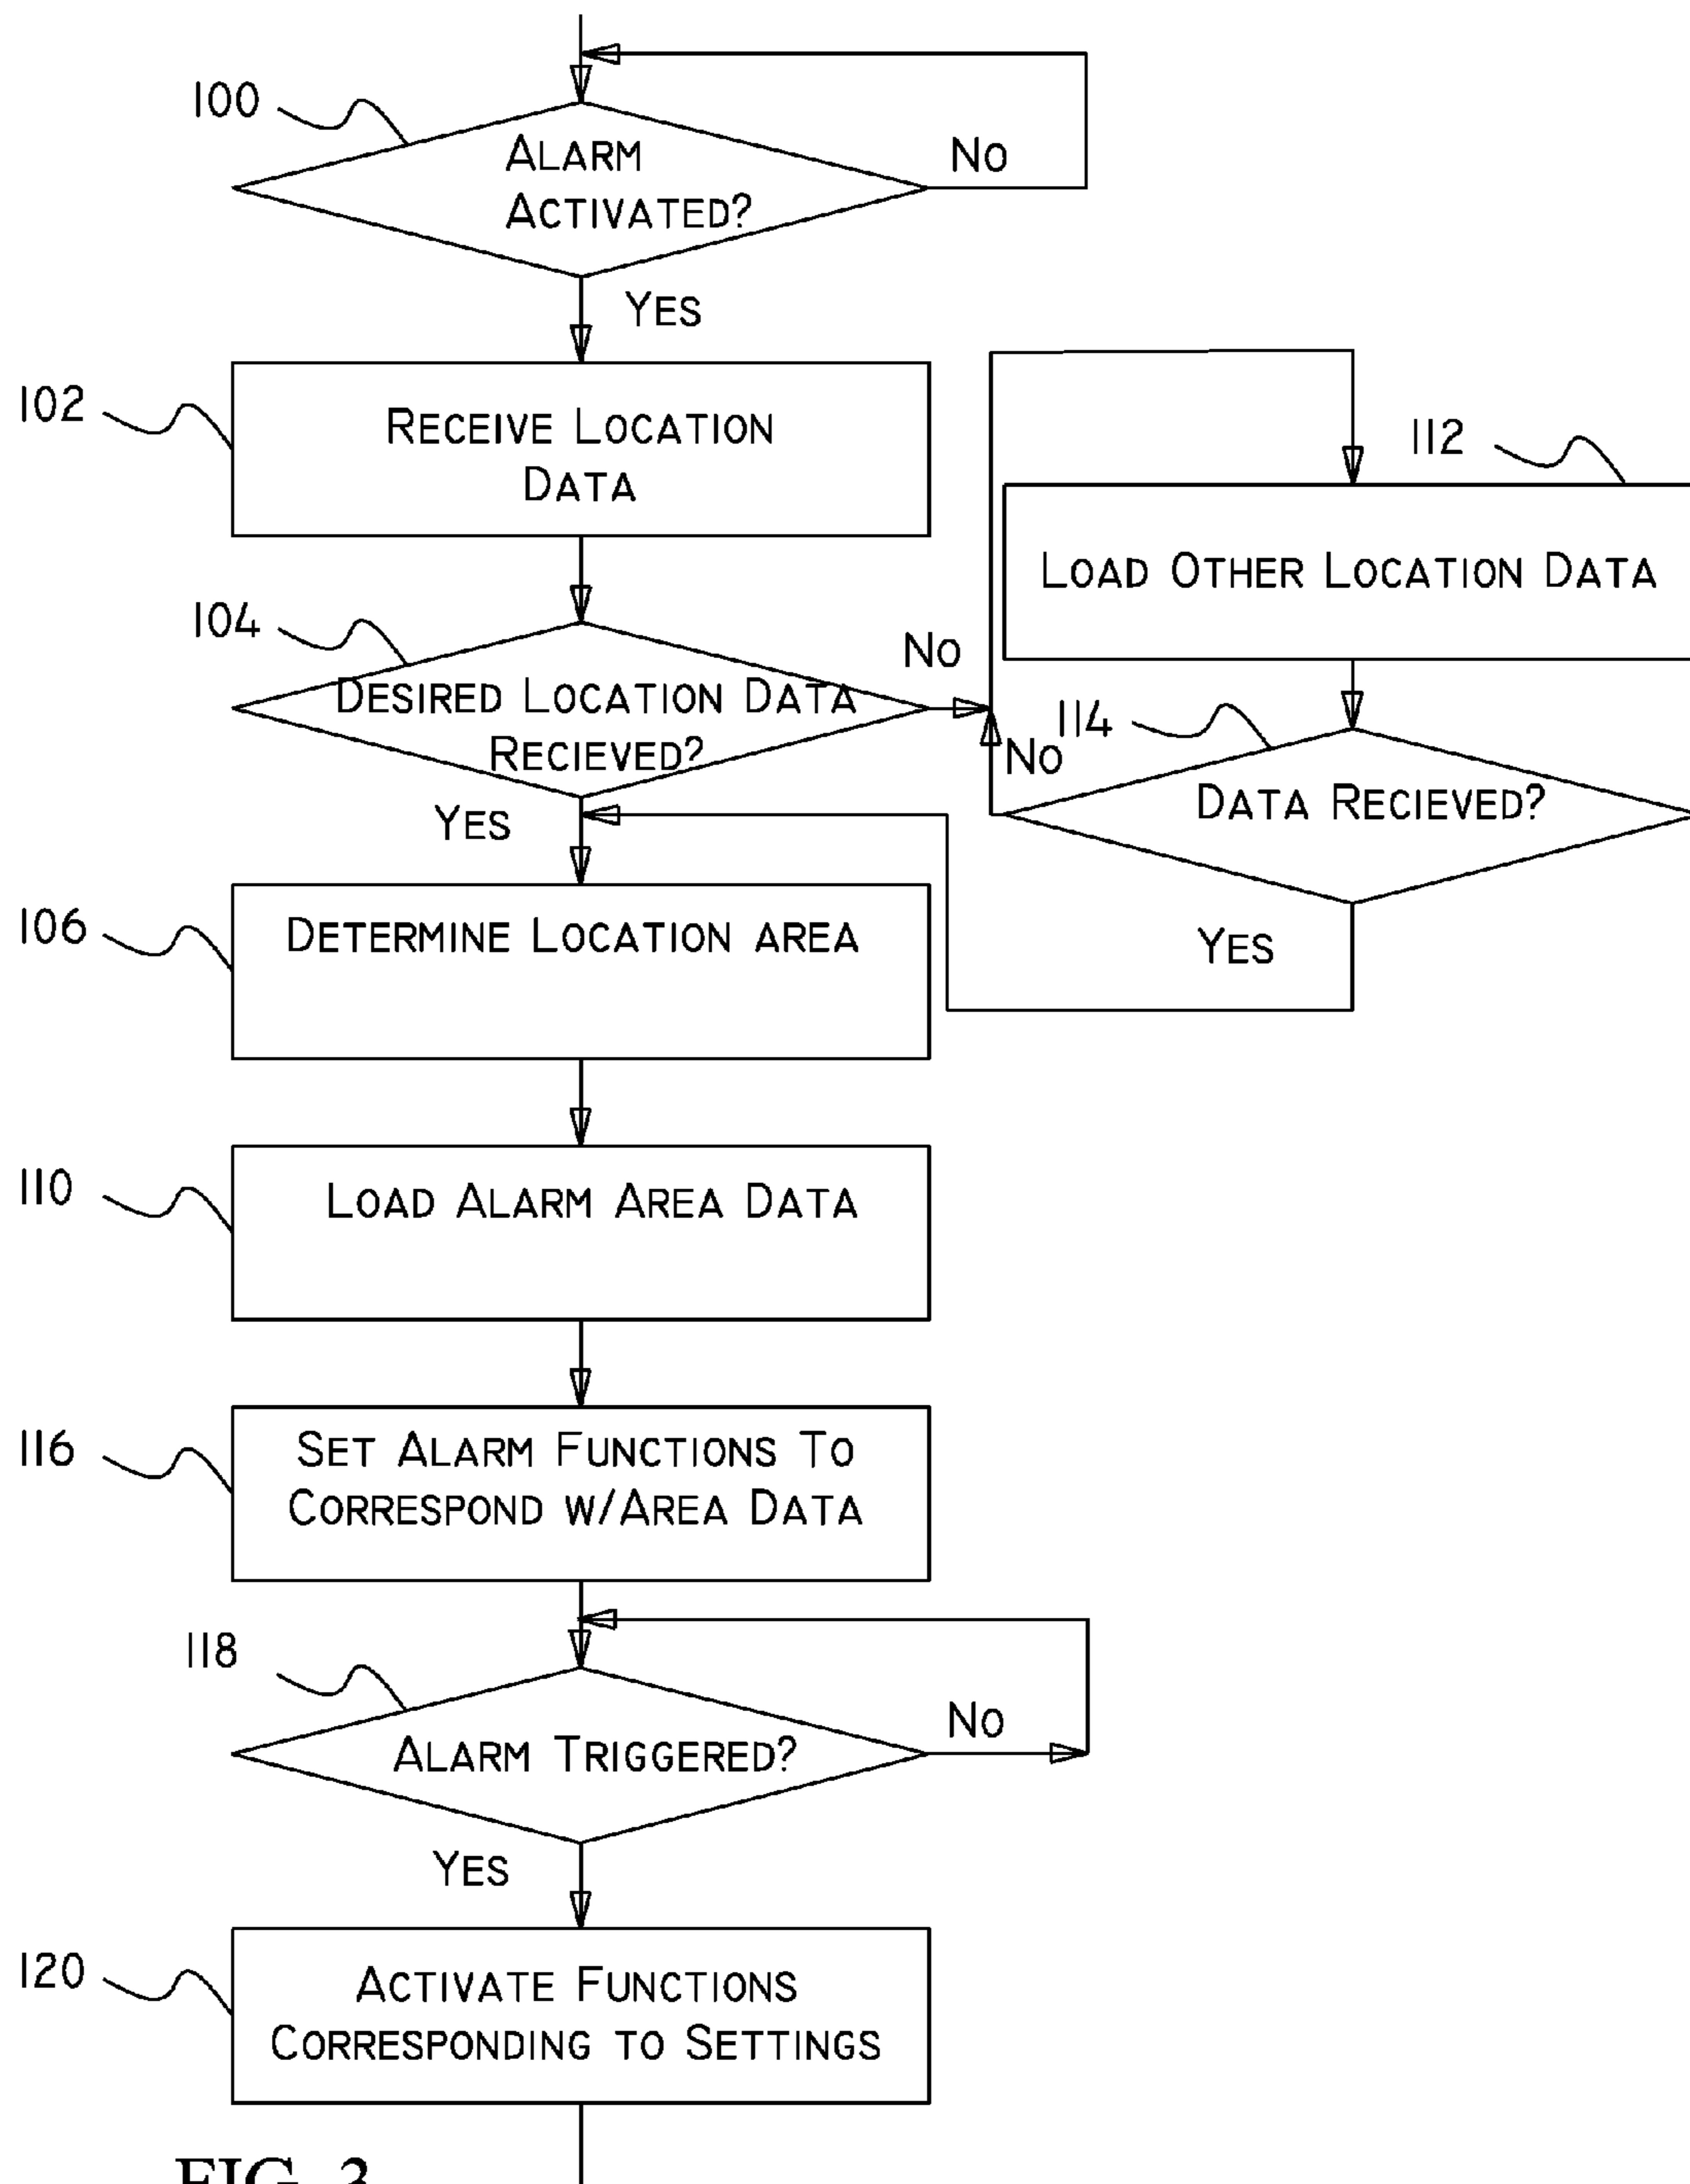 100
ALARM
ACTIVATED?
NO
YES
102
RECEIVE LOCATION
DATA
112
LOAD OTHER LOCATION DATA
104
DESIRED LOCATION DATA
RECIEVED?
NO
114
NO
DATA RECIEVED?
YES
YES
106
DETERMINE LOCATION AREA
110
LOAD ALARM AREA DATA
116
SET ALARM FUNCTIONS TO
CORRESPOND W/AREA DATA
118
ALARM TRIGGERED?
NO
YES
120
ACTIVATE FUNCTIONS
CORRESPONDING TO SETTINGS
FIG. 3